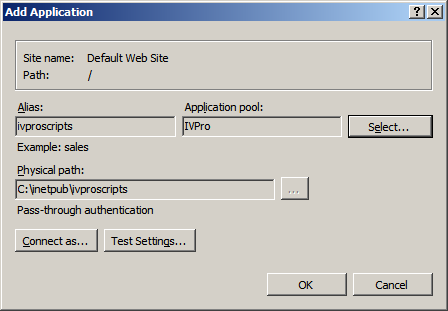 Add Application
Site name: Default Web Site
Path: /
Alias: Application pool:
ivproscripts IVPro Select...
Example: sales
Physical path:
C:\inetpub\ivproscripts ...
Pass-through authentication
Connect as... Test Settings...
OK Cancel